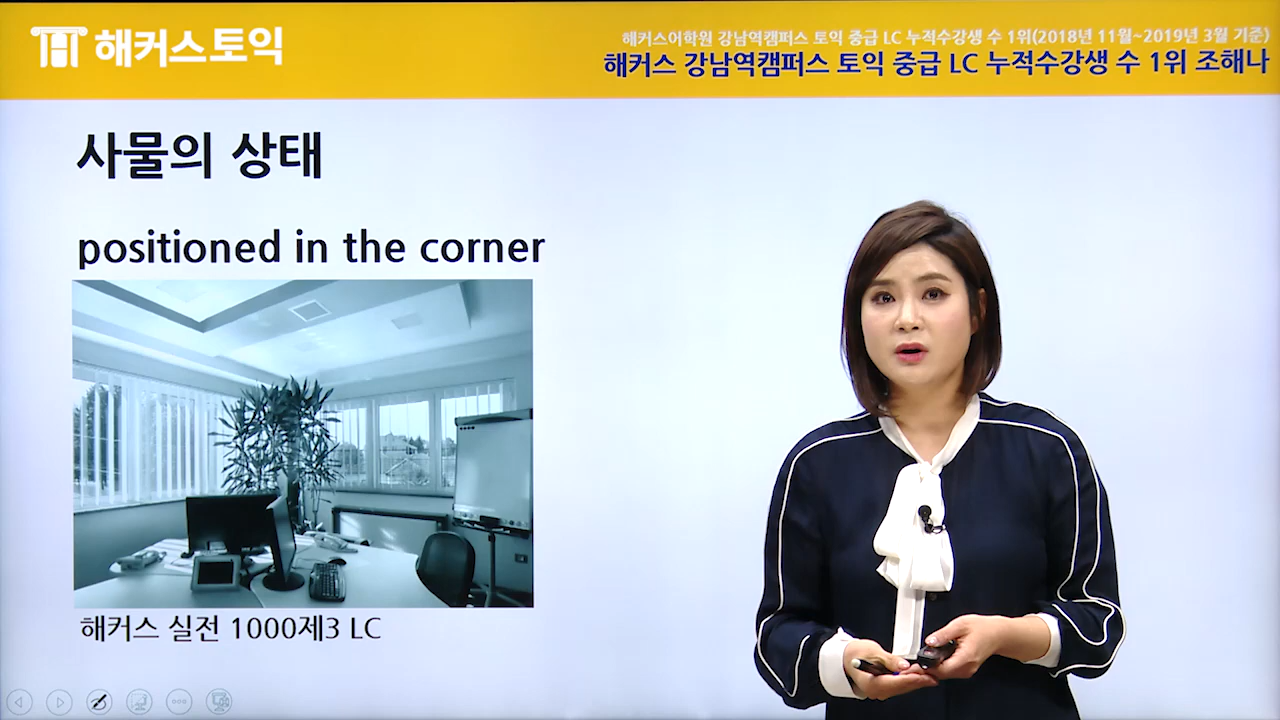 해커스토익
해커스어학원 강남역캠퍼스 토익 중급 LC 누적수강생 수 1위(2018년 11월~2019년 3월 기준)
해커스 강남역캠퍼스 토익 중급 LC 누적수강생 수 1위 조해나
사물의 상태
positioned in the corner
해커스 실전 1000제3 LC